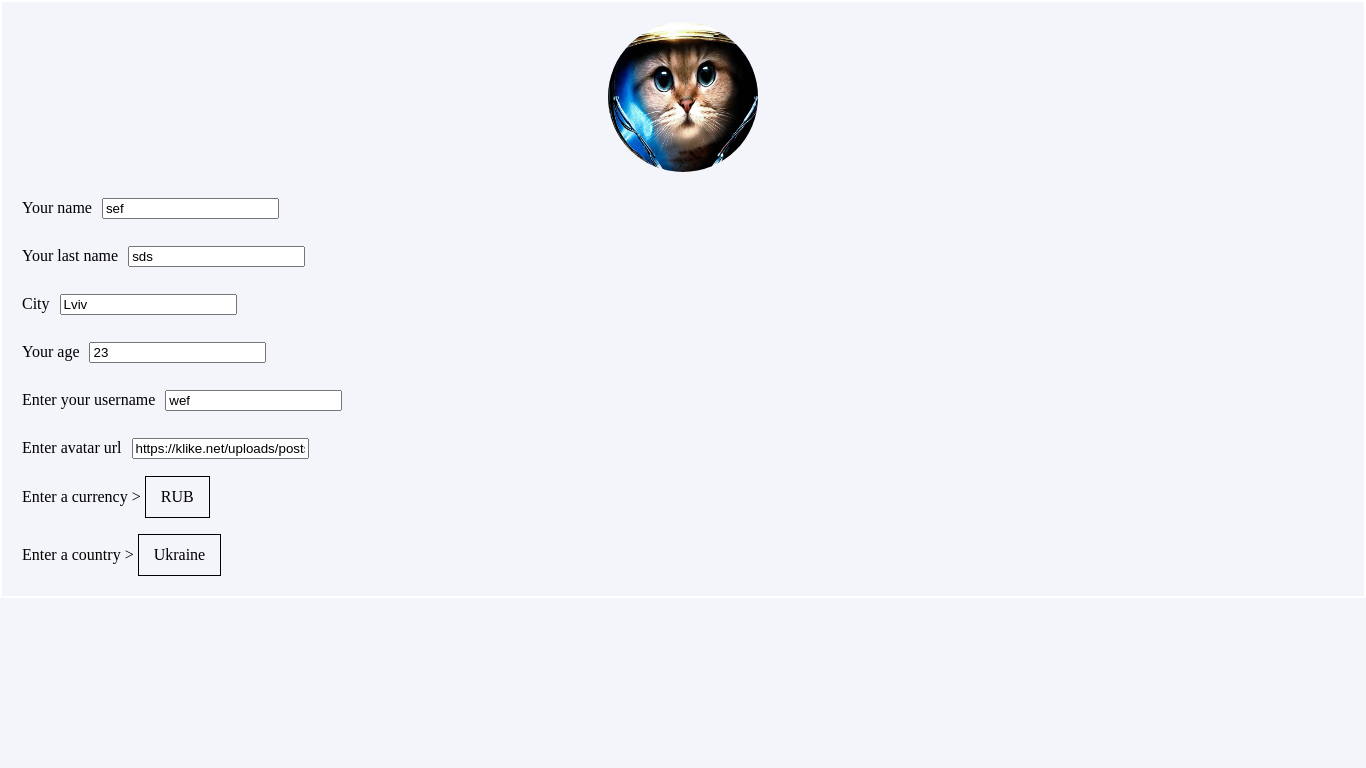 Your name sef
Your last name sds
City Lviv
Your age 23
Enter your username wef
Enter avatar url https://klike.net/uploads/post
Enter a currency > RUB
Enter a country > Ukraine